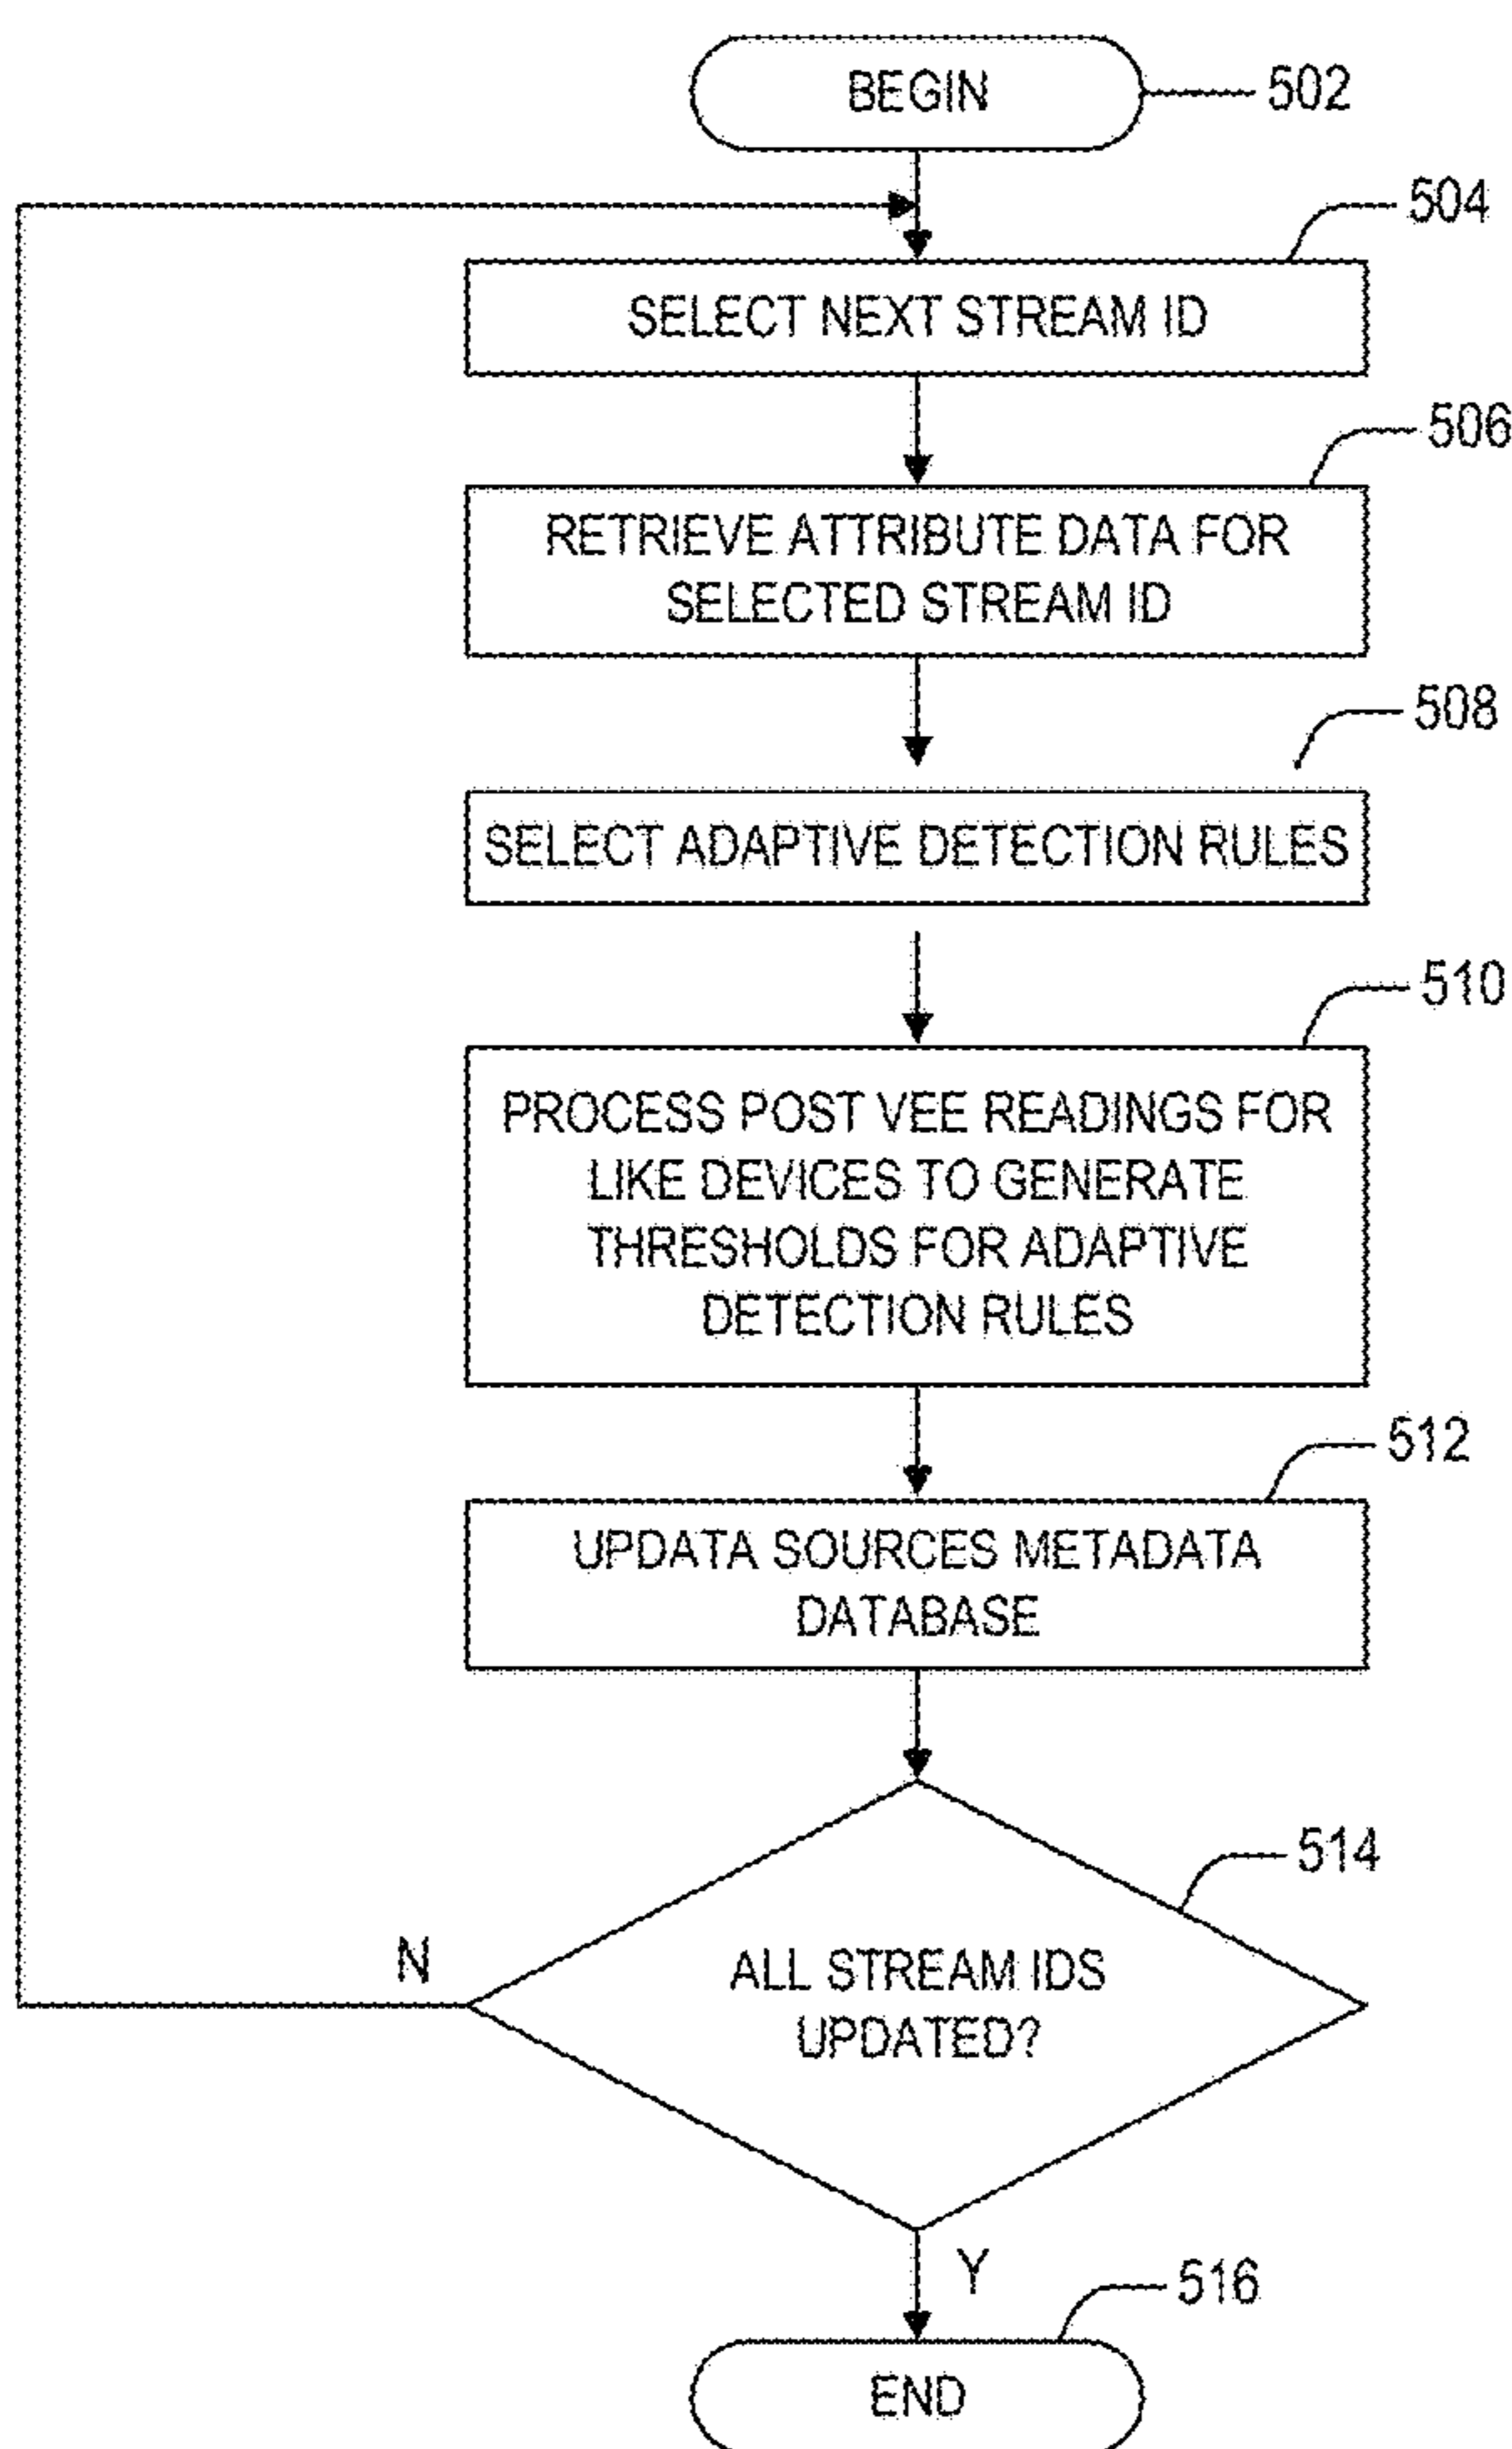 BEGIN
502
504
SELECT NEXT STREAM ID
506
RETRIEVE ATTRIBUTE DATA FOR
SELECTED STREAM ID
508
SELECT ADAPTIVE DETECTION RULES
510
PROCESS POST VEE READINGS FOR
LIKE DEVICES TO GENERATE
THRESHOLDS FOR ADAPTIVE
DETECTION RULES
512
UPDATA SOURCES METADATA
DATABASE
514
N
ALL STREAM IDS
UPDATED?
Y
516
END